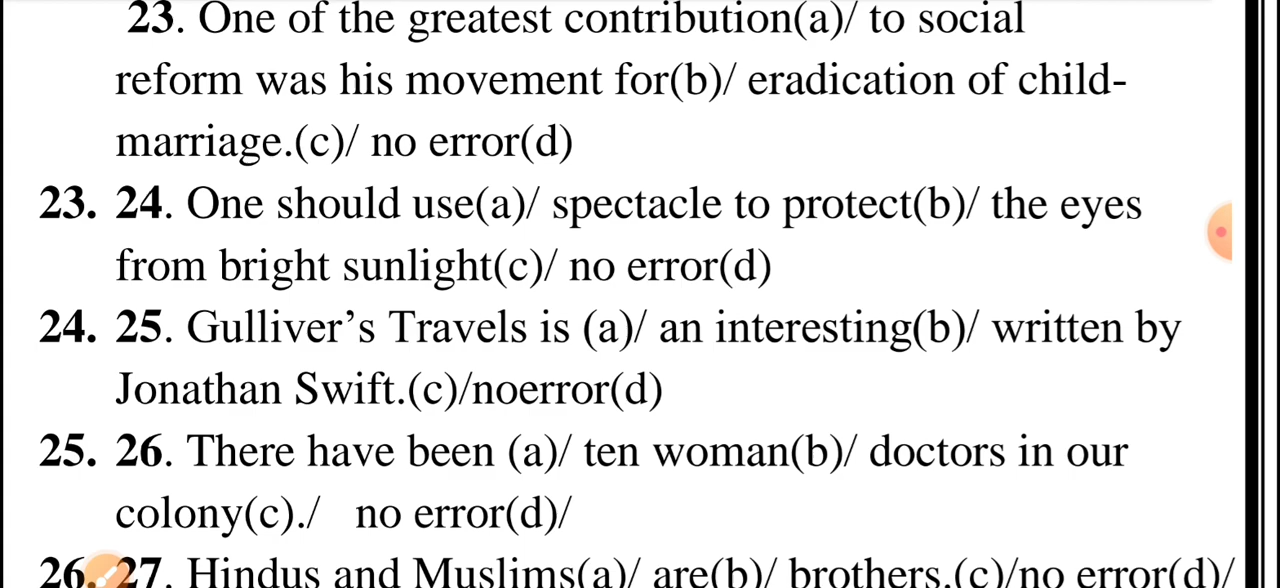 23. One of the greatest contribution(a)/ to social
reform was his movement for(b)/ eradication of child-
marriage.(c)/ no error(d)
23. 24. One should use(a)/ spectacle to protect(b)/ the eyes
from bright sunlight(c)/ no error(d)
24. 25. Gulliver’s Travels is (a)/ an interesting(b)/ written by
Jonathan Swift.(c)/noerror(d)
25. 26. There have been (a)/ ten woman(b)/ doctors in our
colony(c)./ no error(d)/
26. 27. Hindus and Muslims(a)/ are(b)/ brothers.(c)/no error(d)/